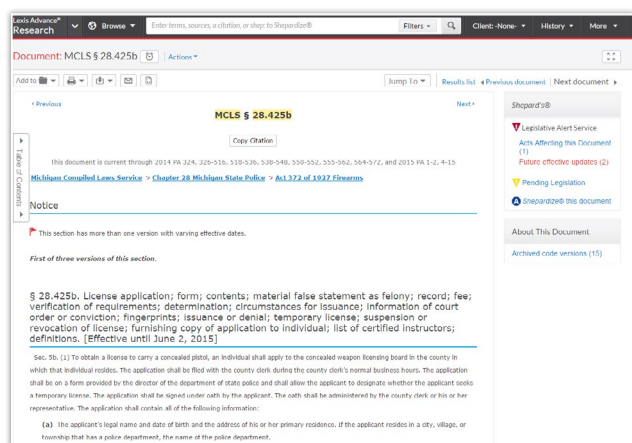 Lexis Advance®
Research
Browse
Enter terms, sources, a citation, or shep: to Shepardize®
Filters
Client: -None-
History
More
Document: MCLS § 28.425b
Actions
Add to
Jump To
Results list
Previous document
Next document
Previous
Next
MCLS § 28.425b
Copy Citation
This document is current through 2014 PA 324, 326-516, 518-536, 538-548, 550-552, 555-562, 564-572, and 2015 PA 1-2, 4-15
Michigan Compiled Laws Service > Chapter 28 Michigan State Police > Act 372 of 1927 Firearms
Table of Contents
Notice
This section has more than one version with varying effective dates.
First of three versions of this section.
§ 28.425b. License application; form; contents; material false statement as felony; record; fee;
verification of requirements; determination; circumstances for issuance; information of court
order or conviction; fingerprints; issuance or denial; temporary license; suspension or
revocation of license; furnishing copy of application to individual; list of certified instructors;
definitions. [Effective until June 2, 2015]
Sec. 5b. (1) To obtain a license to carry a concealed pistol, an individual shall apply to the concealed weapon licensing board in the county in
which that individual resides. The application shall be filed with the county clerk during the county clerk's normal business hours. The application
shall be on a form provided by the director of the department of state police and shall allow the applicant to designate whether the applicant seeks
a temporary license. The application shall be signed under oath by the applicant. The oath shall be administered by the county clerk or his or her
representative. The application shall contain all of the following information:
(a) The applicant's legal name and date of birth and the address of his or her primary residence. If the applicant resides in a city, village, or
township that has a police department, the name of the police department.
Shepard's®
Legislative Alert Service
Acts Affecting this Document
(1)
Future effective updates (2)
Pending Legislation
Shepardize® this document
About This Document
Archived code versions (15)